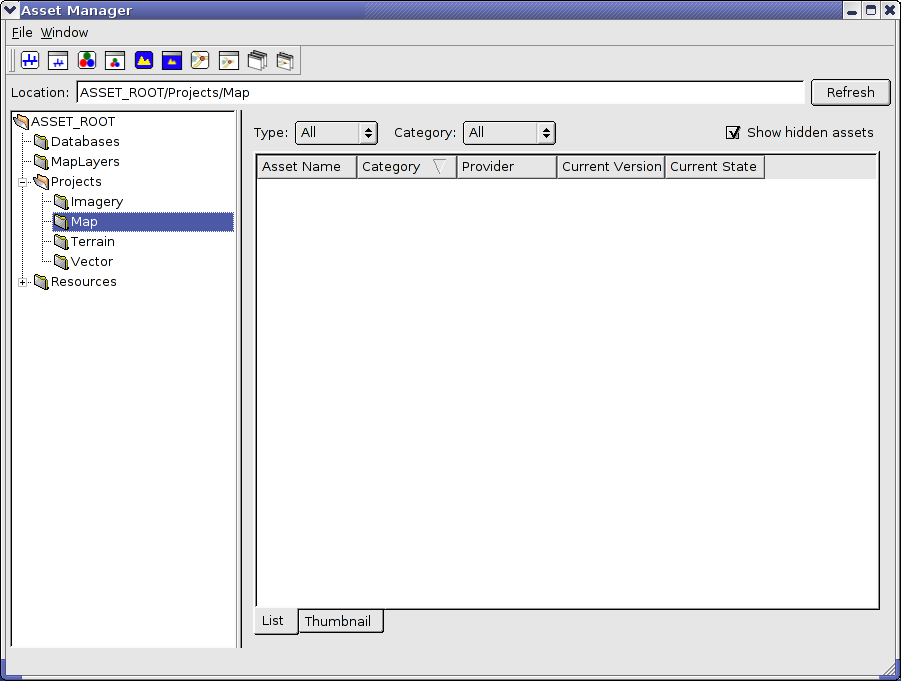 Asset Manager
File Window
Location: ASSET_ROOT/Projects/Map Refresh
ASSET_ROOT
Databases
MapLayers
Projects
Imagery
Map
Terrain
Vector
Resources
Type: All Category: All Show hidden assets
Asset Name Category Provider Current Version Current State
List Thumbnail